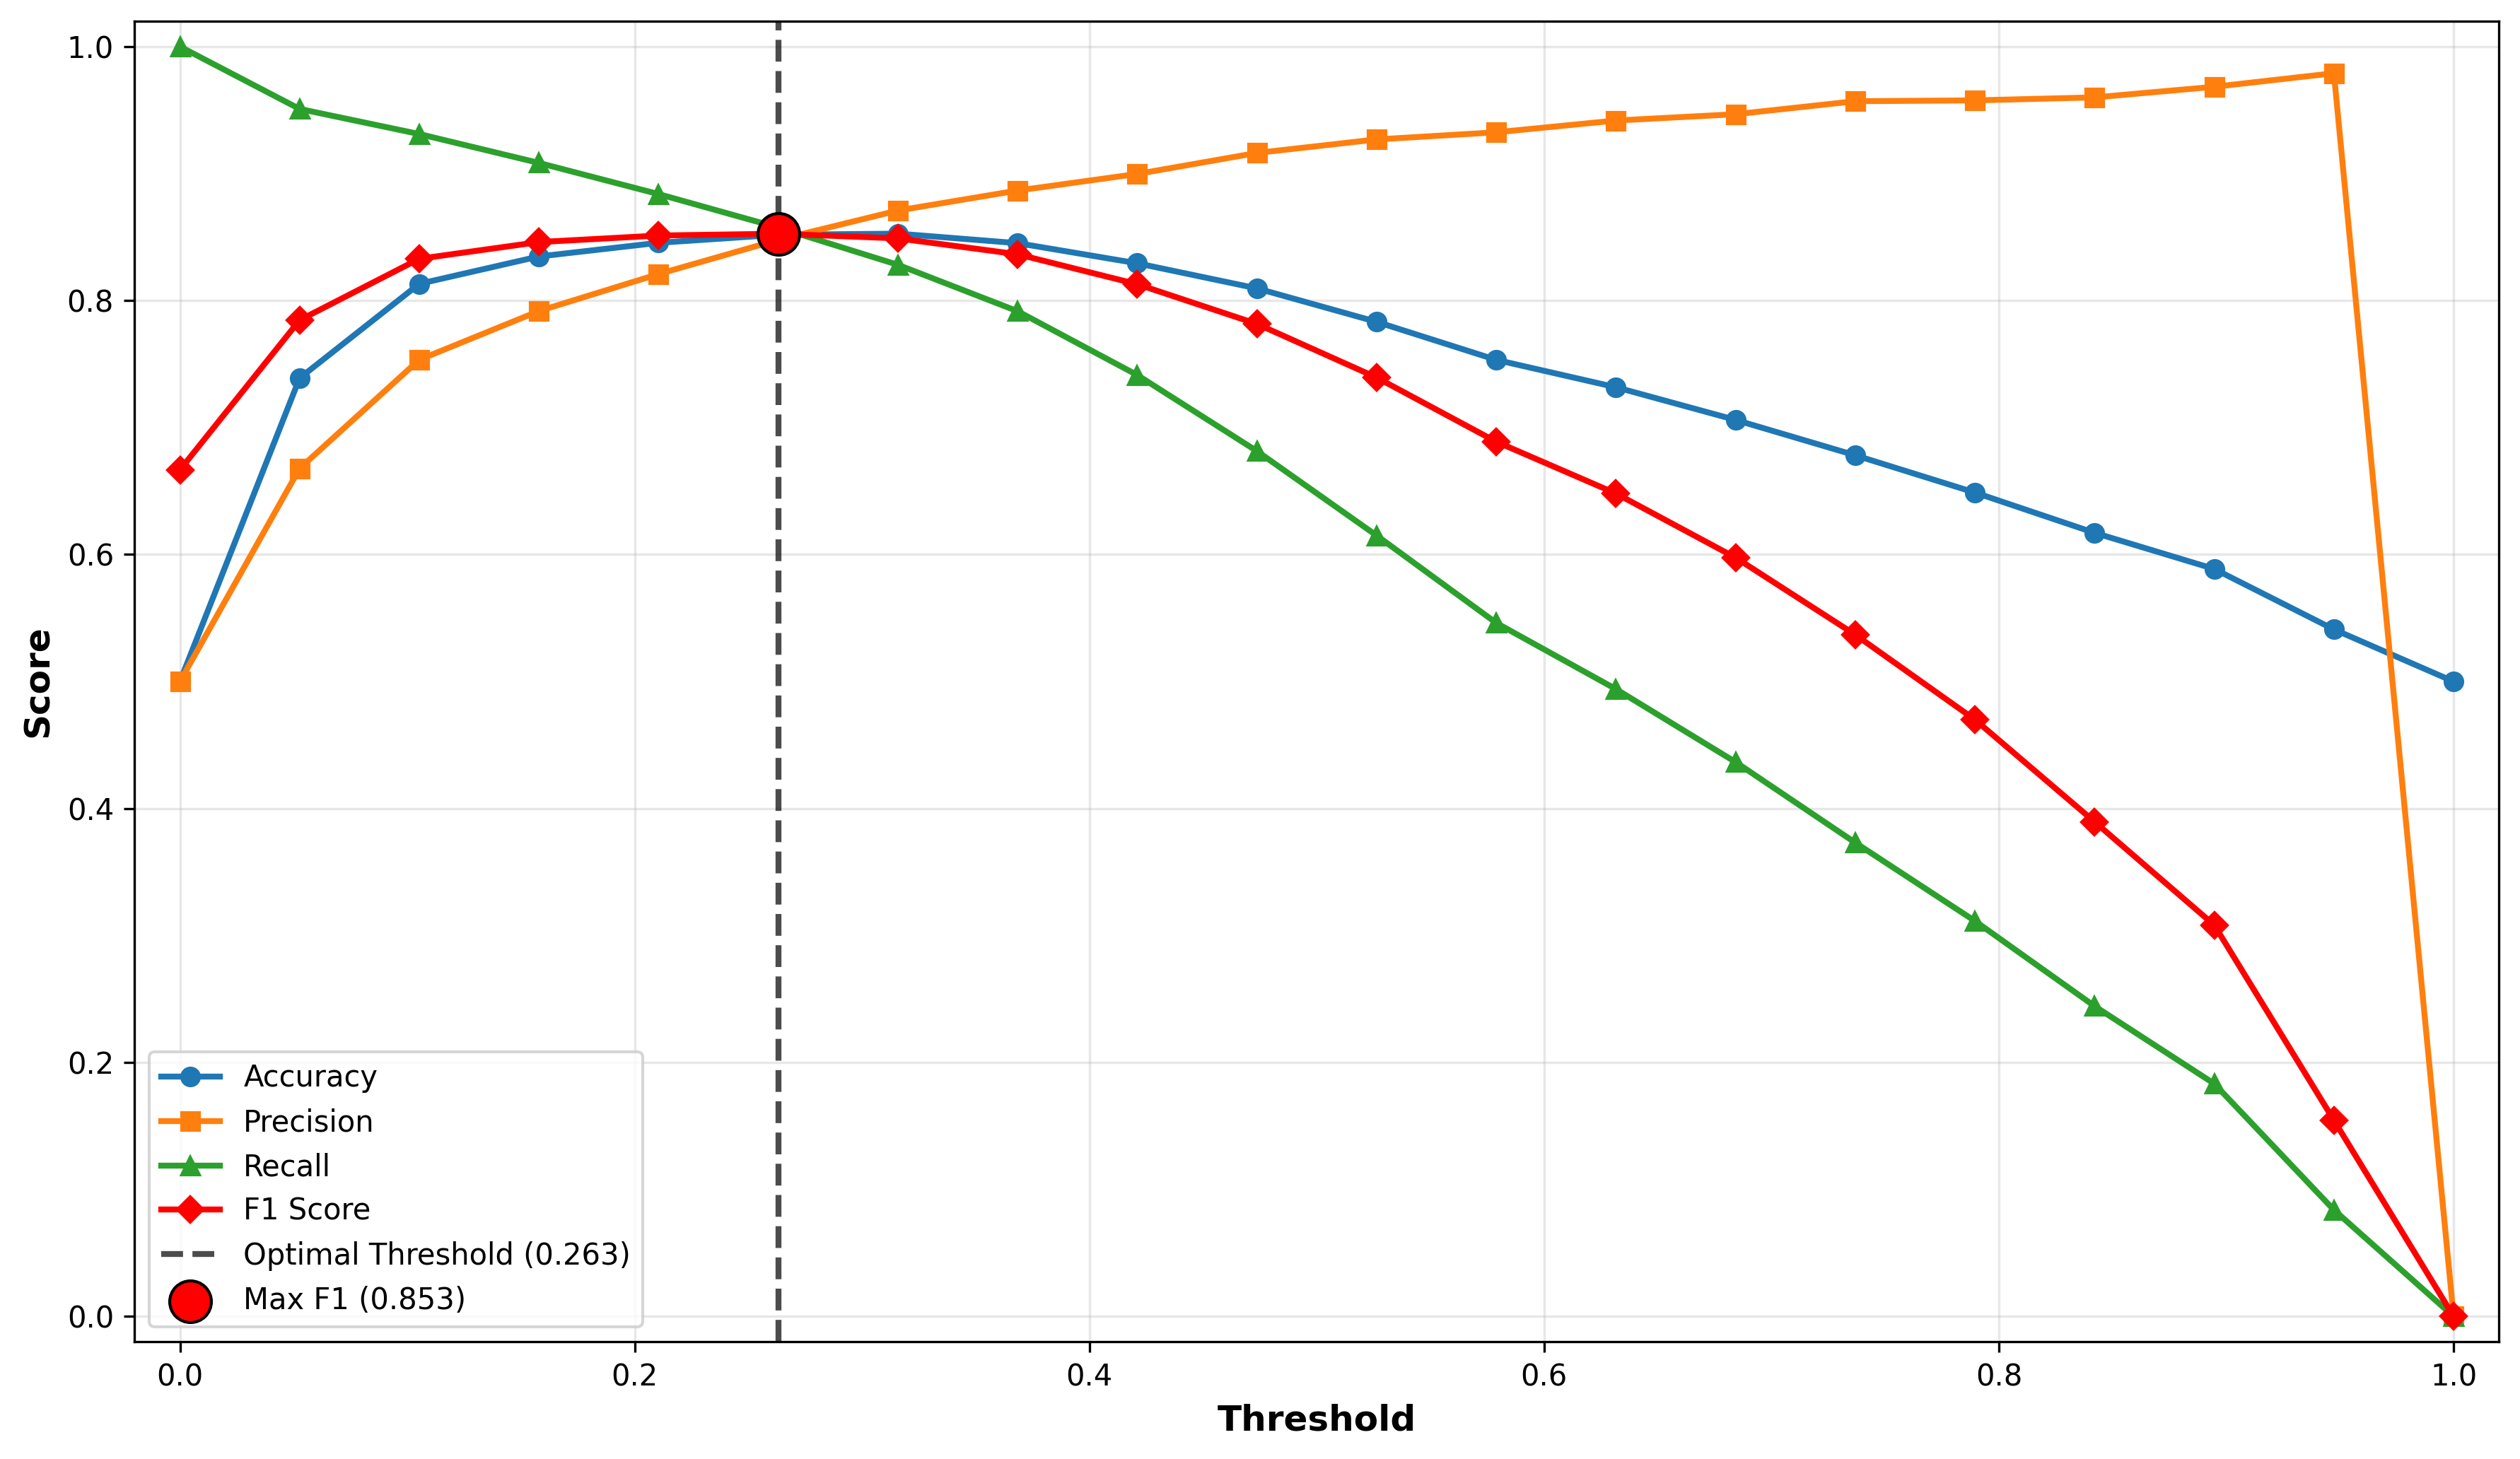 1.0
0.8
0.6
0.4
0.2
0.0
Score
Accuracy
Precision
Recall
F1 Score
Optimal Threshold (0.263)
Max F1 (0.853)
0.0 0.2 0.4 0.6 0.8 1.0
Threshold